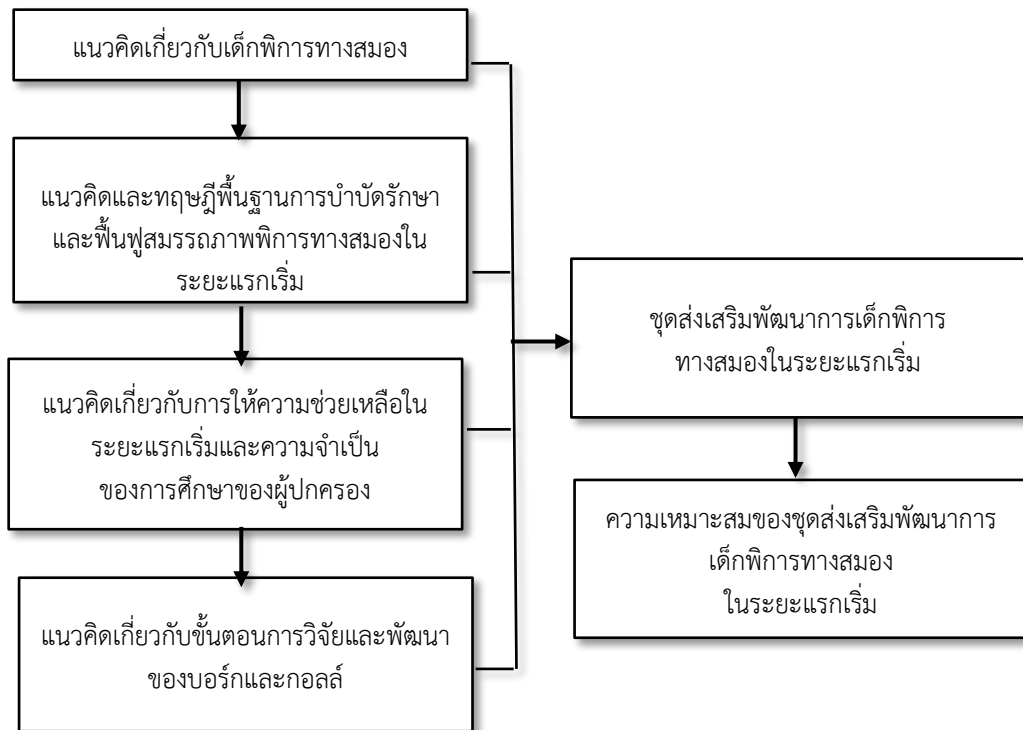 แนวคิดเกี่ยวกับเด็กพิการทางสมอง
แนวคิดและทฤษฎีพื้นฐานการบำบัดรักษา
และฟื้นฟูสมรรถภาพพิการทางสมองใน
ระยะแรกเริ่ม
แนวคิดเกี่ยวกับการให้ความช่วยเหลือใน
ระยะแรกเริ่มและความจำเป็น
ของการศึกษาของผู้ปกครอง
แนวคิดเกี่ยวกับขั้นตอนการวิจัยและพัฒนา
ของบอร์กและกอลล์
ชุดส่งเสริมพัฒนาการเด็กพิการ
ทางสมองในระยะแรกเริ่ม
ความเหมาะสมของชุดส่งเสริมพัฒนาการ
เด็กพิการทางสมอง
ในระยะแรกเริ่ม